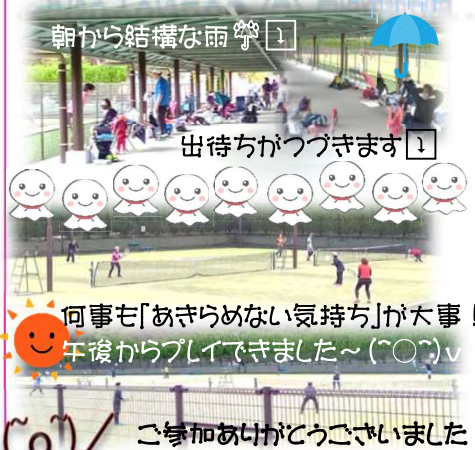 朝から結構な雨☔⤵
出待ちがつづきます⤵
何事も「あきらめない気持ち」が大事！
午後からプレイできました～(~○~)v
(~o~)／
ご参加ありがとうございました